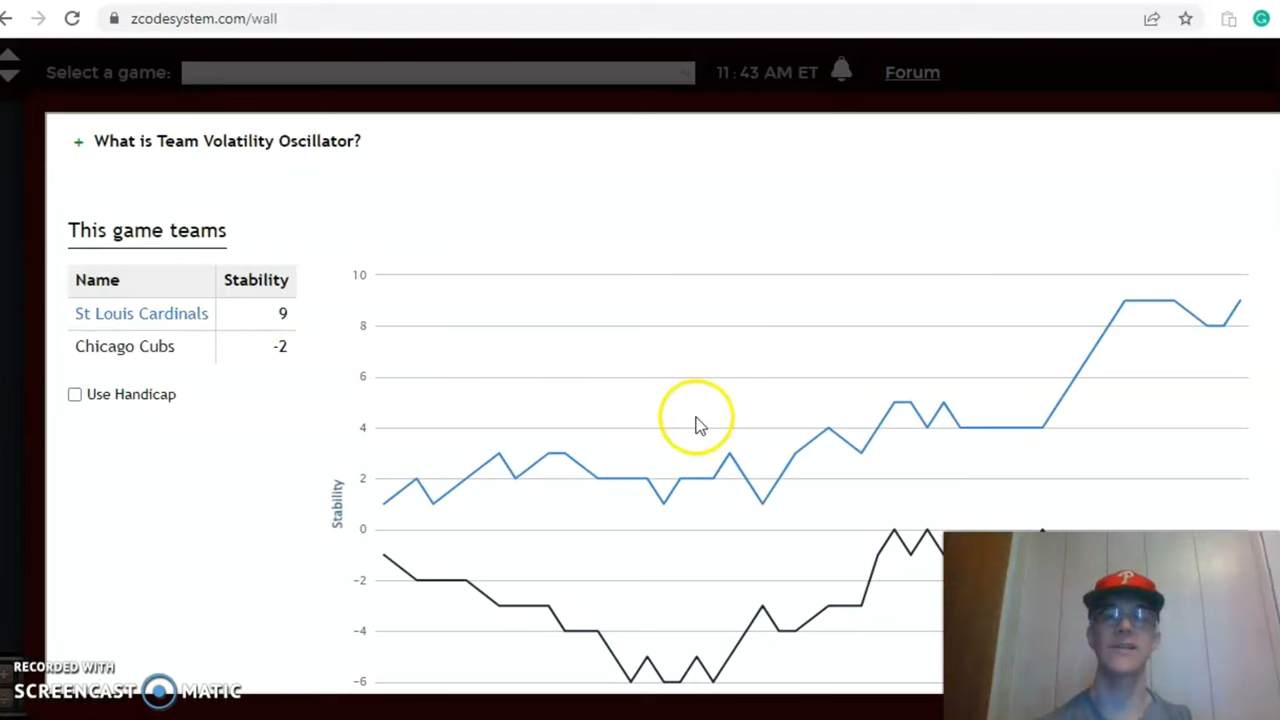 zcodesystem.com/wall
Select a game:
11:43 AM ET
Forum
+ What is Team Volatility Oscillator?
This game teams
Name Stability
St Louis Cardinals 9
Chicago Cubs -2
Use Handicap
Stability
10
8
6
4
2
0
-2
-4
-6
P
RECORDED WITH
SCREENCAST MATIC